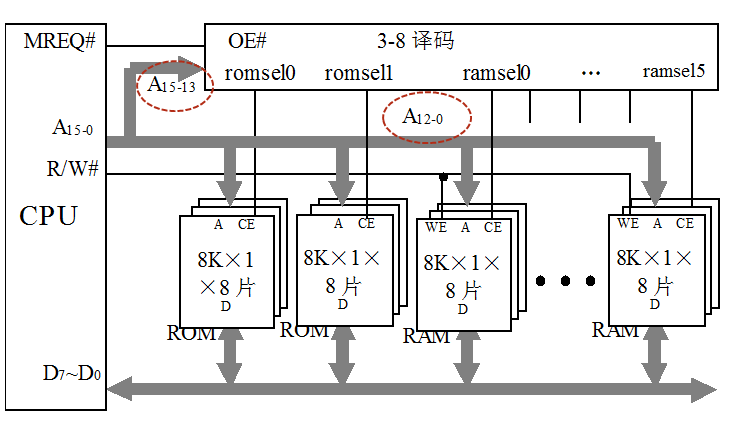 MREQ#
OE#
3-8 译码
romsel0
romsel1
ramsel0
...
ramsel5
A15-13
A12-0
A15-0
R/W#
CPU
A CE
8K×1
×8 片
D
ROM
A CE
8K×1×
8 片
D
ROM
WE A CE
8K×1×
8 片
D
RAM
WE A CE
8K×1×
8 片
D
RAM
D7~D0